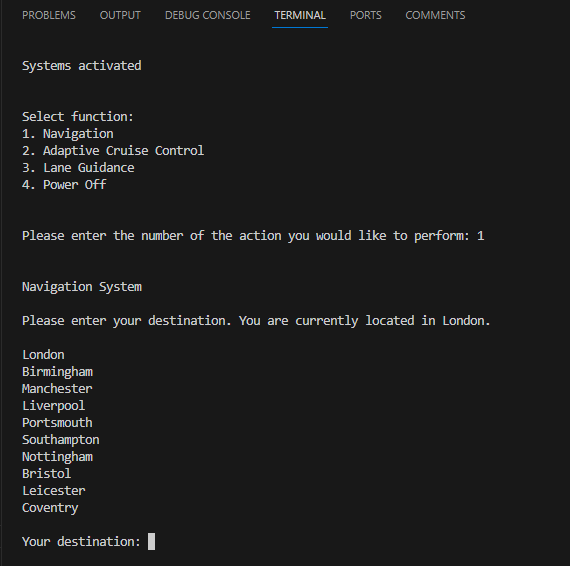 PROBLEMS OUTPUT DEBUG CONSOLE TERMINAL PORTS COMMENTS
Systems activated
Select function:
1. Navigation
2. Adaptive Cruise Control
3. Lane Guidance
4. Power Off
Please enter the number of the action you would like to perform: 1
Navigation System
Please enter your destination. You are currently located in London.
London
Birmingham
Manchester
Liverpool
Portsmouth
Southampton
Nottingham
Bristol
Leicester
Coventry
Your destination: